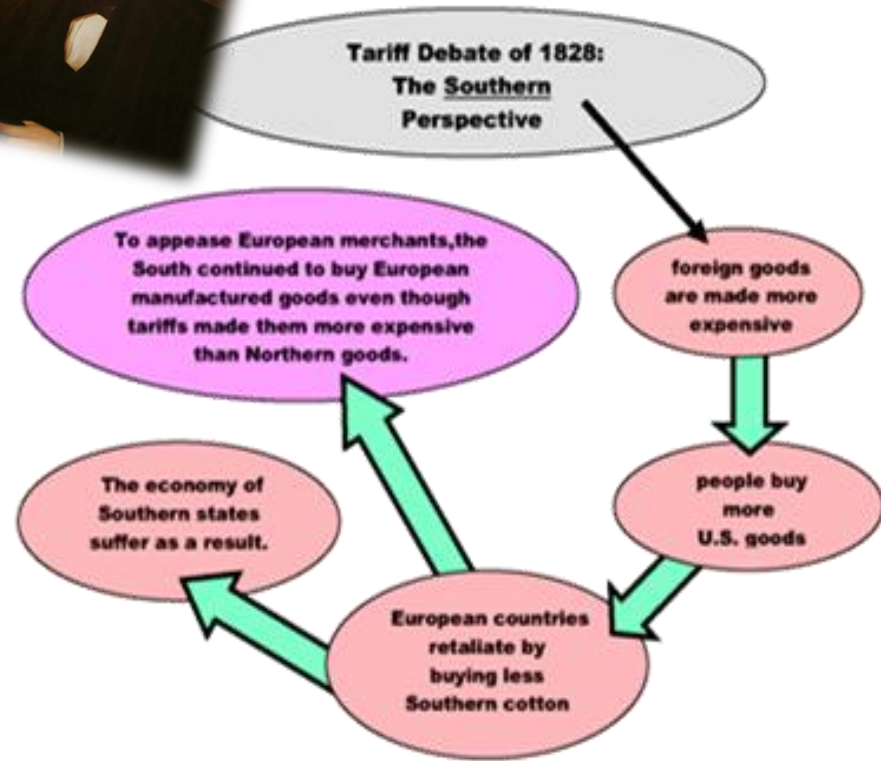 Tariff Debate of 1828:
The Southern
Perspective
foreign goods
are made more
expensive
people buy
more
U.S. goods
European countries
retaliate by
buying less
Southern cotton
To appease European merchants,the
South continued to buy European
manufactured goods even though
tariffs made them more expensive
than Northern goods.
The economy of
Southern states
suffer as a result.